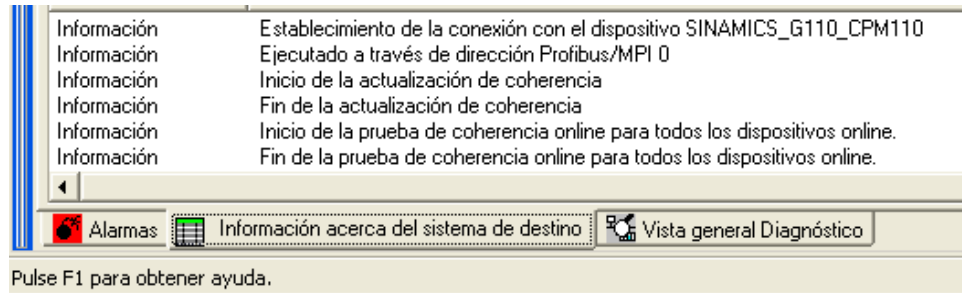 Información Establecimiento de la conexión con el dispositivo SINAMICS_G110_CPM110
Información Ejecutado a través de dirección Profibus/MPI 0
Información Inicio de la actualización de coherencia
Información Fin de la actualización de coherencia
Información Inicio de la prueba de coherencia online para todos los dispositivos online.
Información Fin de la prueba de coherencia online para todos los dispositivos online.
Alarmas Información acerca del sistema de destino Vista general Diagnóstico
Pulse F1 para obtener ayuda.